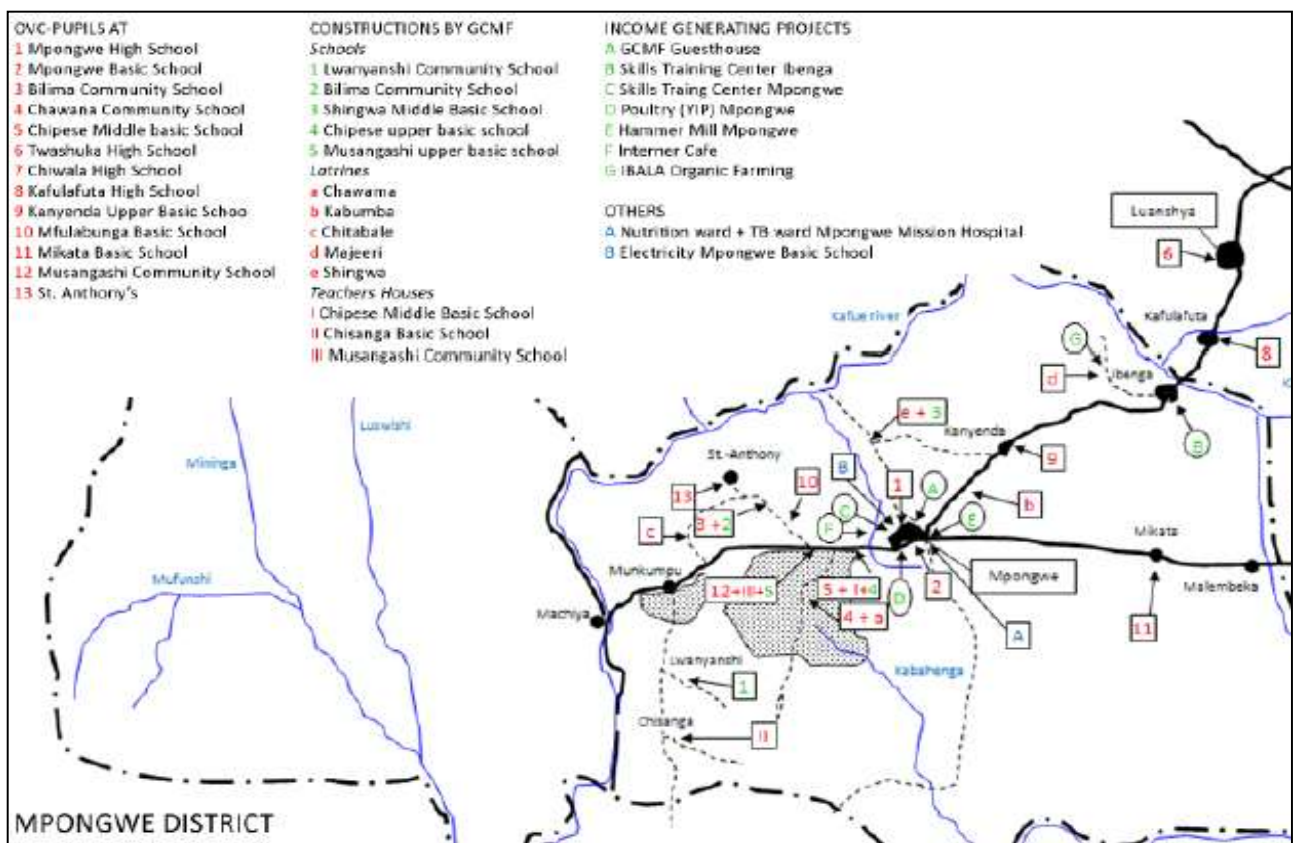 OVC-PUPILS AT
1 Mpongwe High School
2 Mpongwe Basic School
3 Bilima Community School
4 Chawana Community School
5 Chipese Middle basic School
6 Twashuka High School
7 Chiwala High School
8 Kafulafuta High School
9 Kanyenda Upper Basic Schoo
10 Mfulabunga Basic School
11 Mikata Basic School
12 Musangashi Community School
13 St. Anthony's
CONSTRUCTIONS BY GCMF
Schools
1 Lwanyanshi Community School
2 Bilima Community School
3 Shingwa Middle Basic School
4 Chipese upper basic school
5 Musangashi upper basic school
Latrines
a Chawama
b Kabumba
c Chitabale
d Majeeri
e Shingwa
Teachers Houses
I Chipese Middle Basic School
II Chisanga Basic School
III Musangashi Community School
INCOME GENERATING PROJECTS
A GCMF Guesthouse
B Skills Training Center Ibenga
C Skills Traing Center Mpongwe
D Poultry (YIP) Mpongwe
E Hammer Mill Mpongwe
F Interner Cafe
G IBALA Organic Farming
OTHERS
A Nutrition ward + TB ward Mpongwe Mission Hospital
B Electricity Mpongwe Basic School
Luanshya
6
Kafue river
Kafulafuta
8
G
Ibenga
d
B
e + 3
Kanyenda
9
Luswishi
Mininga
St.-Anthony
B
1
A
10
13
3 + 2
C
F
E
b
c
Mikata
Munkumpu
12+III+5
5 + I+4
D
2
Mpongwe
Malembeka
Mufunshi
Machiya
4 + a
11
A
Lwanyanshi
1
Kabahenga
Chisanga
II
MPONGWE DISTRICT